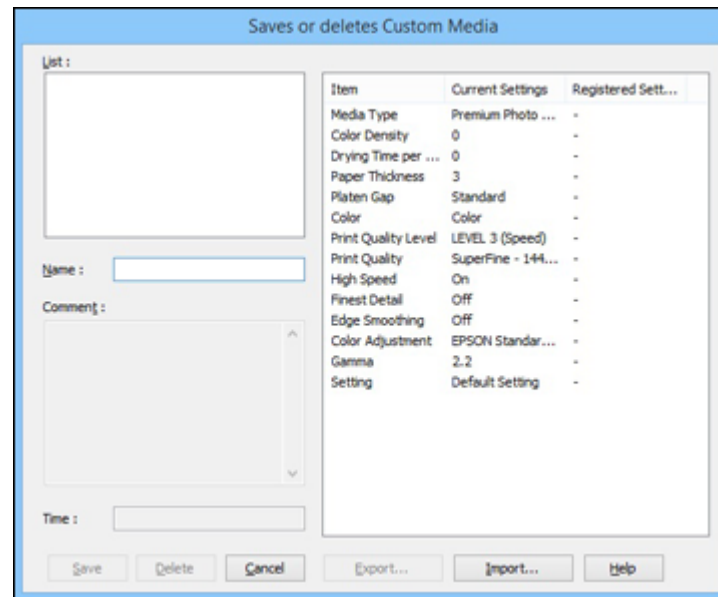 Saves or deletes Custom Media
List :
Item Current Settings Registered Sett...
Media Type Premium Photo ... -
Color Density 0 -
Drying Time per ... 0 -
Paper Thickness 3 -
Platen Gap Standard -
Color Color -
Print Quality Level LEVEL 3 (Speed) -
Print Quality SuperFine - 144... -
High Speed On -
Finest Detail Off -
Edge Smoothing Off -
Color Adjustment EPSON Standar... -
Gamma 2.2 -
Setting Default Setting -
Name :
Comment :
Time :
Save Delete Cancel Export... Import... Help